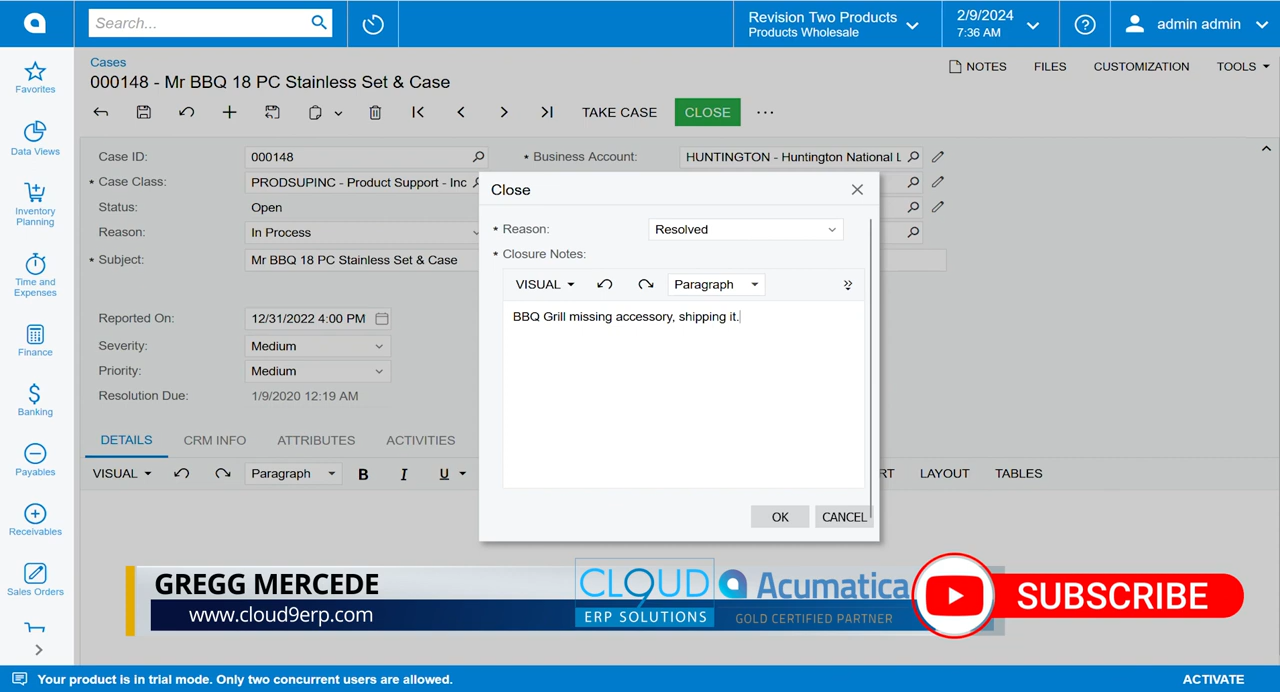 Search...
Revision Two Products
Products Wholesale
2/9/2024
7:36 AM
admin admin
Favorites
Data Views
Inventory
Planning
Time and
Expenses
Finance
Banking
Payables
Receivables
Sales Orders
Cases
000148 - Mr BBQ 18 PC Stainless Set & Case
NOTES
FILES
CUSTOMIZATION
TOOLS
TAKE CASE
CLOSE
Case ID:
000148
* Business Account:
HUNTINGTON - Huntington National
* Case Class:
PRODSUPINC - Product Support - Inc
Status:
Open
Reason:
In Process
* Subject:
Mr BBQ 18 PC Stainless Set & Case
Reported On:
12/31/2022 4:00 PM
Severity:
Medium
Priority:
Medium
Resolution Due:
1/9/2020 12:19 AM
DETAILS
CRM INFO
ATTRIBUTES
ACTIVITIES
VISUAL
Paragraph
B
I
U
LAYOUT
TABLES
Close
* Reason:
Resolved
* Closure Notes:
VISUAL
Paragraph
BBQ Grill missing accessory, shipping it.
OK
CANCEL
GREGG MERCEDE
www.cloud9erp.com
CLOUD
ERP SOLUTIONS
Acumatica
GOLD CERTIFIED PARTNER
SUBSCRIBE
Your product is in trial mode. Only two concurrent users are allowed.
ACTIVATE